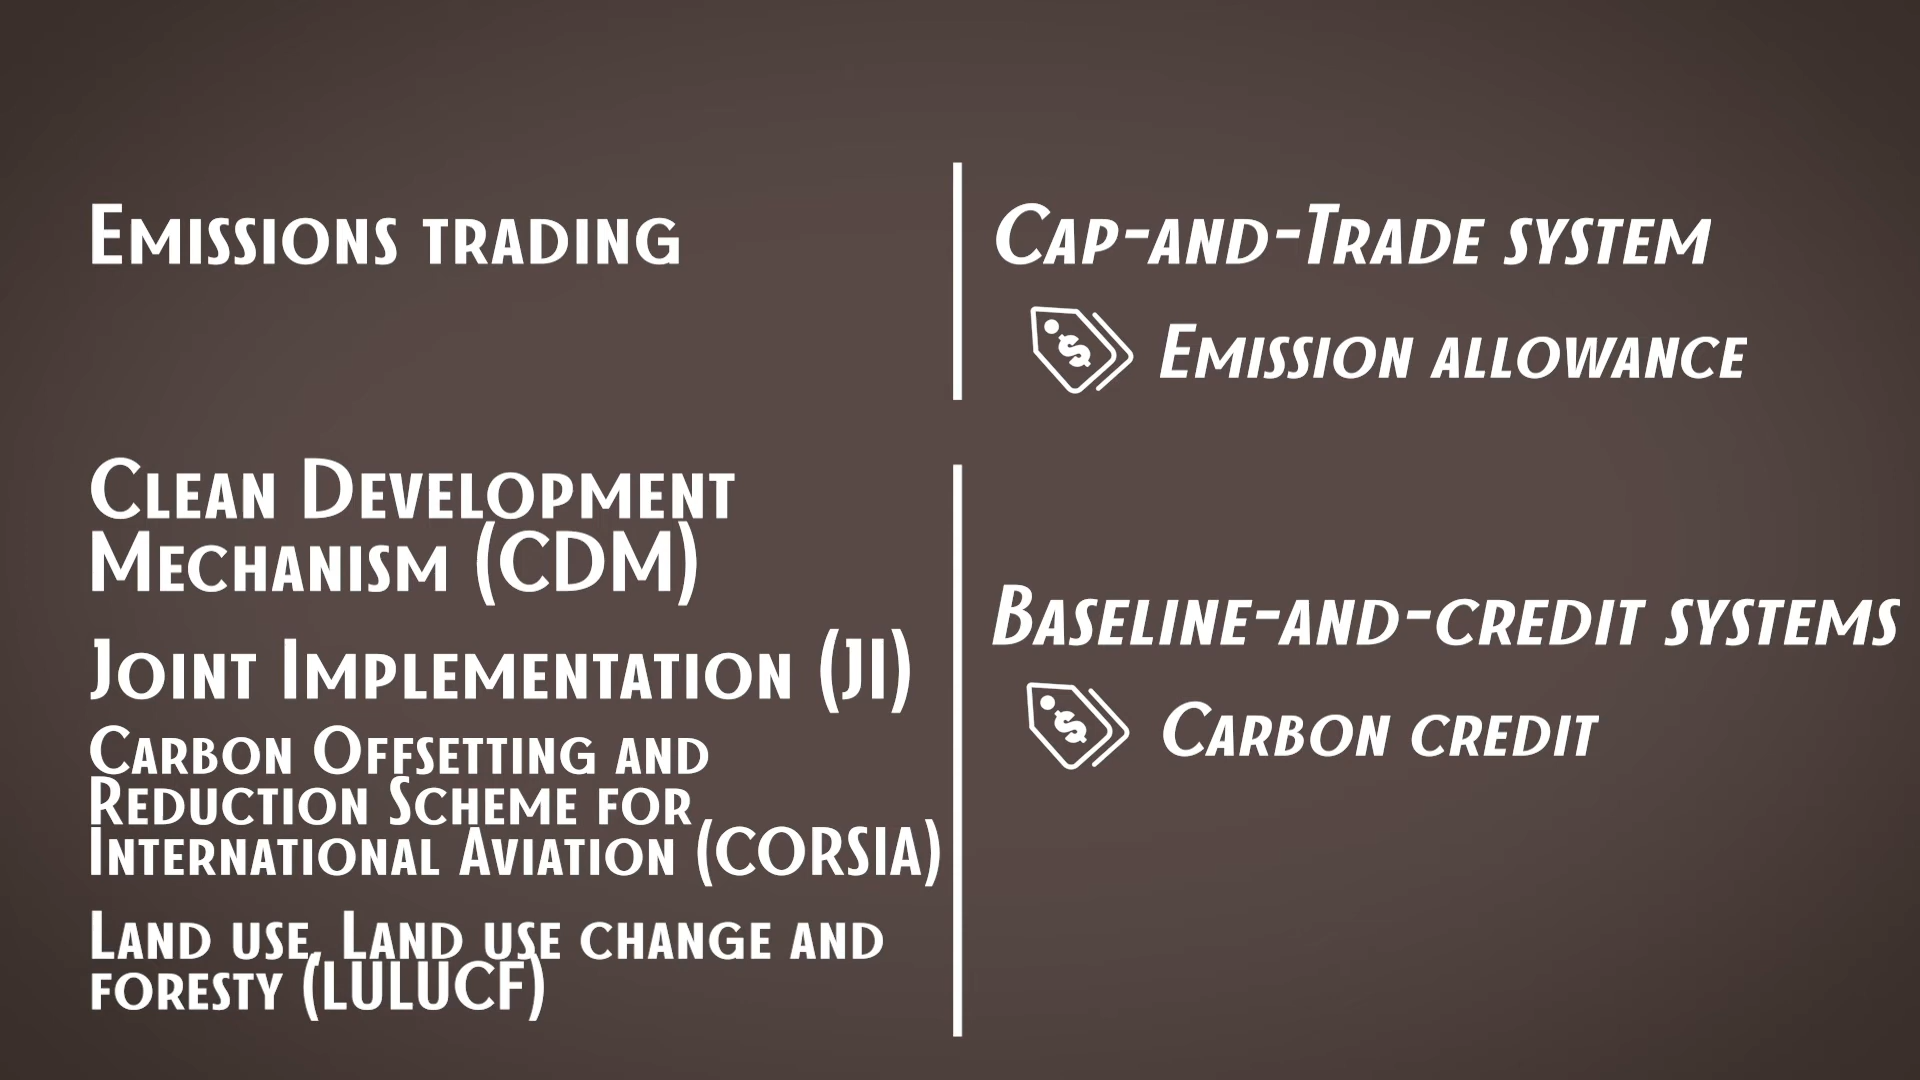 Emissions trading
Cap-and-Trade system
$ Emission allowance
Clean Development
Mechanism (CDM)
Joint Implementation (JI)
Carbon Offsetting and
Reduction Scheme for
International Aviation (CORSIA)
Land use, Land use change and
foresty (LULUCF)
Baseline-and-credit systems
$ Carbon credit